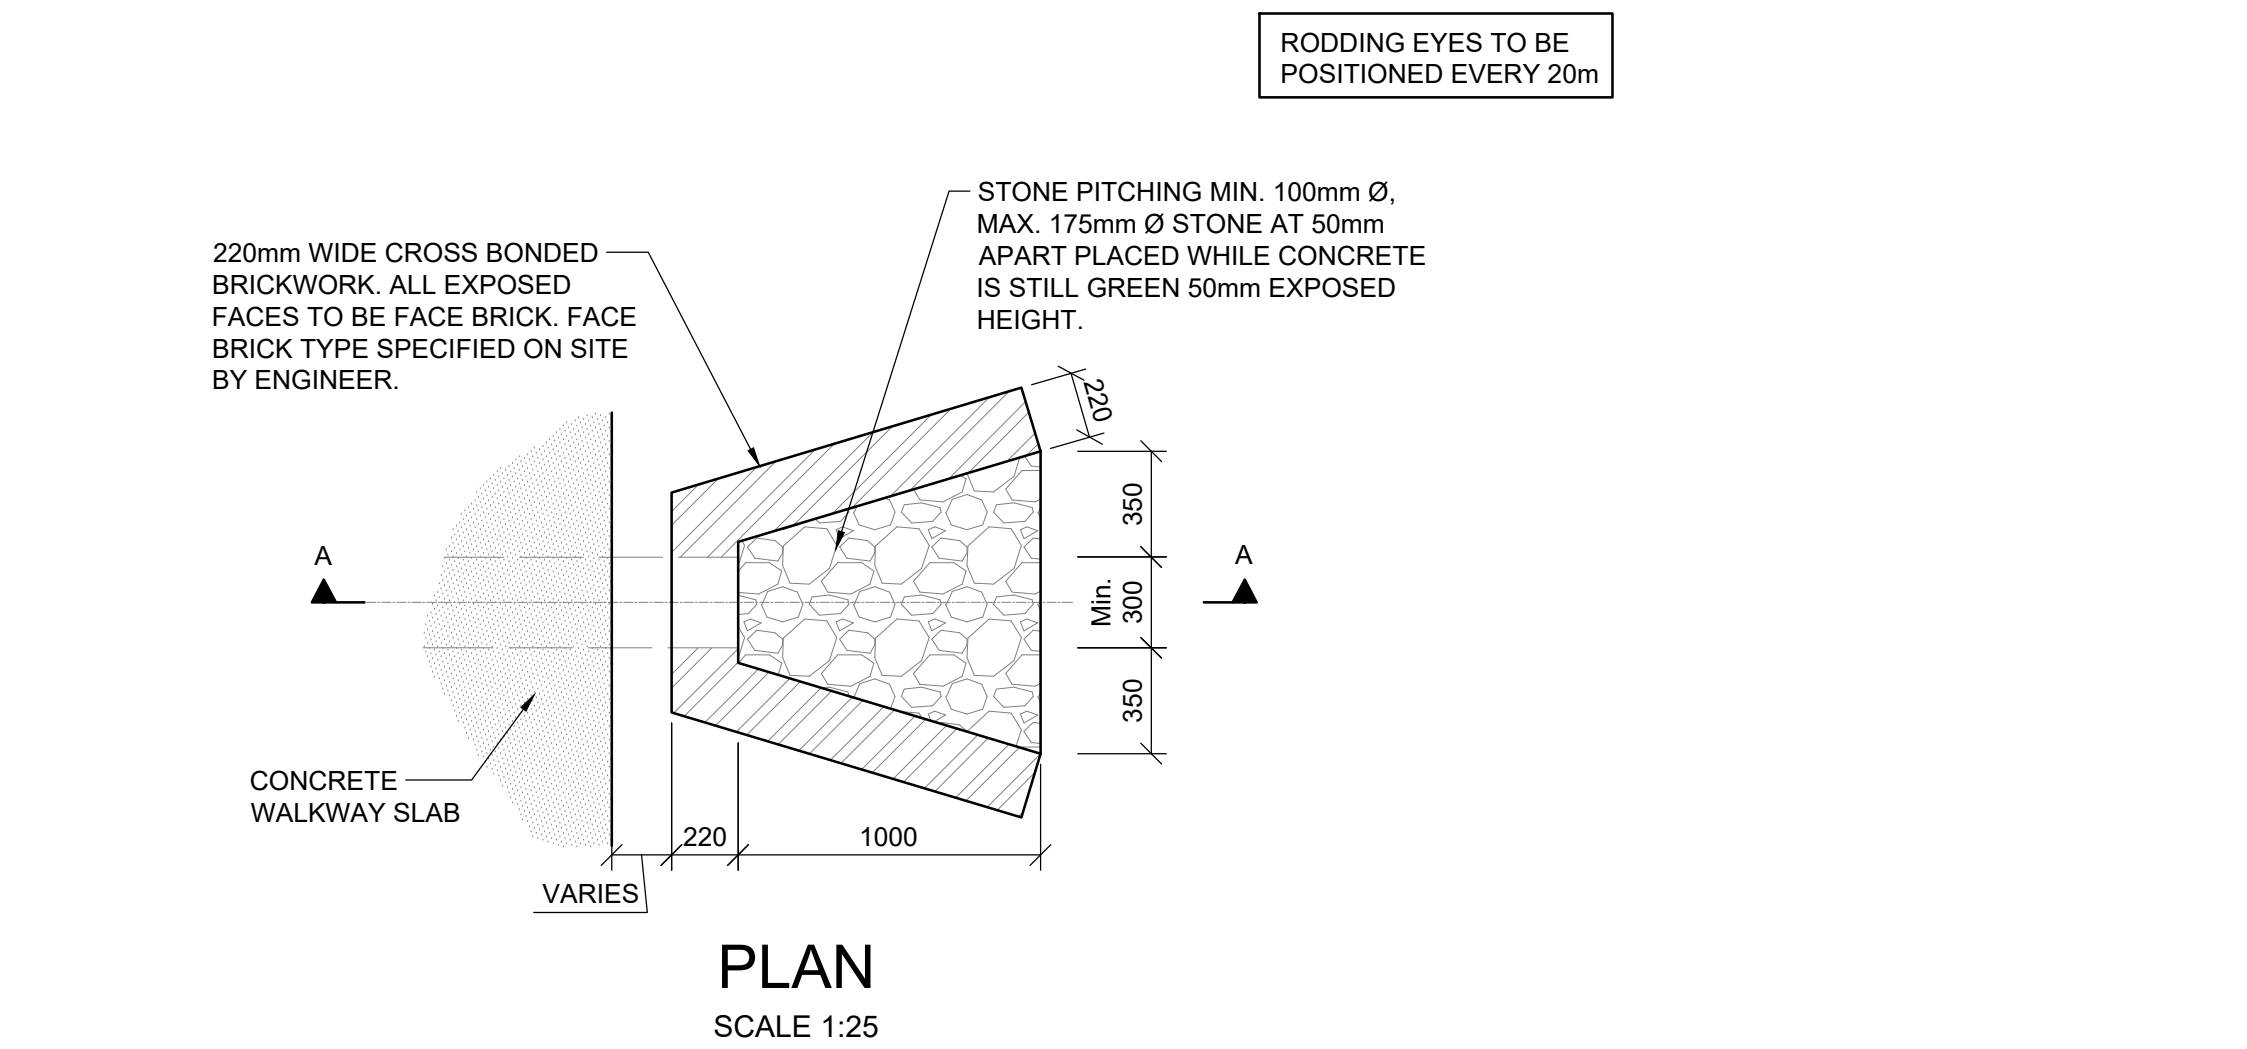 RODDING EYES TO BE
POSITIONED EVERY 20m
STONE PITCHING MIN. 100mm Ø,
MAX. 175mm Ø STONE AT 50mm
APART PLACED WHILE CONCRETE
IS STILL GREEN 50mm EXPOSED
HEIGHT.
220mm WIDE CROSS BONDED
BRICKWORK. ALL EXPOSED
FACES TO BE FACE BRICK. FACE
BRICK TYPE SPECIFIED ON SITE
BY ENGINEER.
220
350
A
A
Min.
300
350
CONCRETE
WALKWAY SLAB
220
1000
VARIES
PLAN
SCALE 1:25